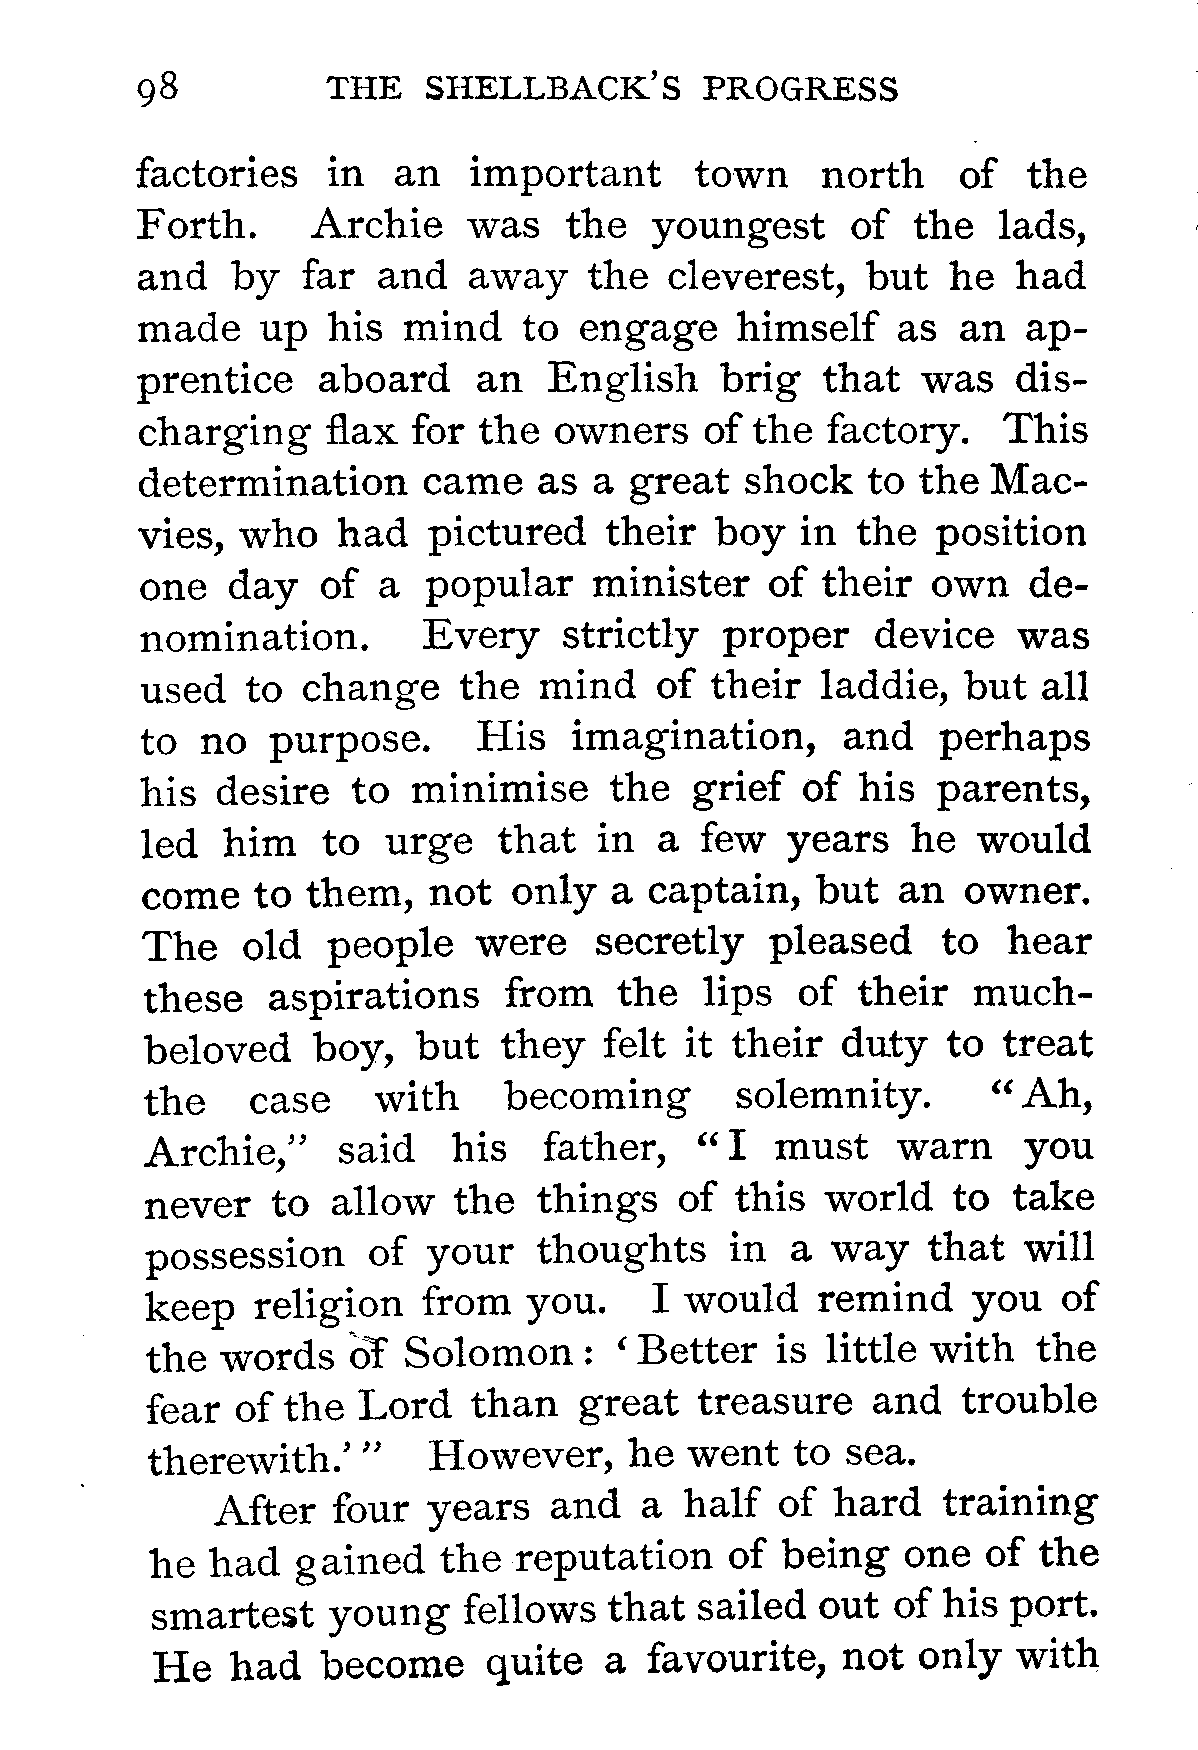 98 THE SHELLBACK'S PROGRESS
factories in an important town north of the
Forth. Archie was the youngest of the lads,
and by far and away the cleverest, but he had
made up his mind to engage himself as an ap-
prentice aboard an English brig that was dis-
charging flax for the owners of the factory. This
determination came as a great shock to the Mac-
vies, who had pictured their boy in the position
one day of a popular minister of their own de-
nomination. Every strictly proper device was
used to change the mind of their laddie, but all
to no purpose. His imagination, and perhaps
his desire to minimise the grief of his parents,
led him to urge that in a few years he would
come to them, not only a captain, but an owner.
The old people were secretly pleased to hear
these aspirations from the lips of their much-
beloved boy, but they felt it their duty to treat
the case with becoming solemnity. “Ah,
Archie,” said his father, “I must warn you
never to allow the things of this world to take
possession of your thoughts in a way that will
keep religion from you. I would remind you of
the words of Solomon: ‘Better is little with the
fear of the Lord than great treasure and trouble
therewith.’” However, he went to sea.
After four years and a half of hard training
he had gained the reputation of being one of the
smartest young fellows that sailed out of his port.
He had become quite a favourite, not only with